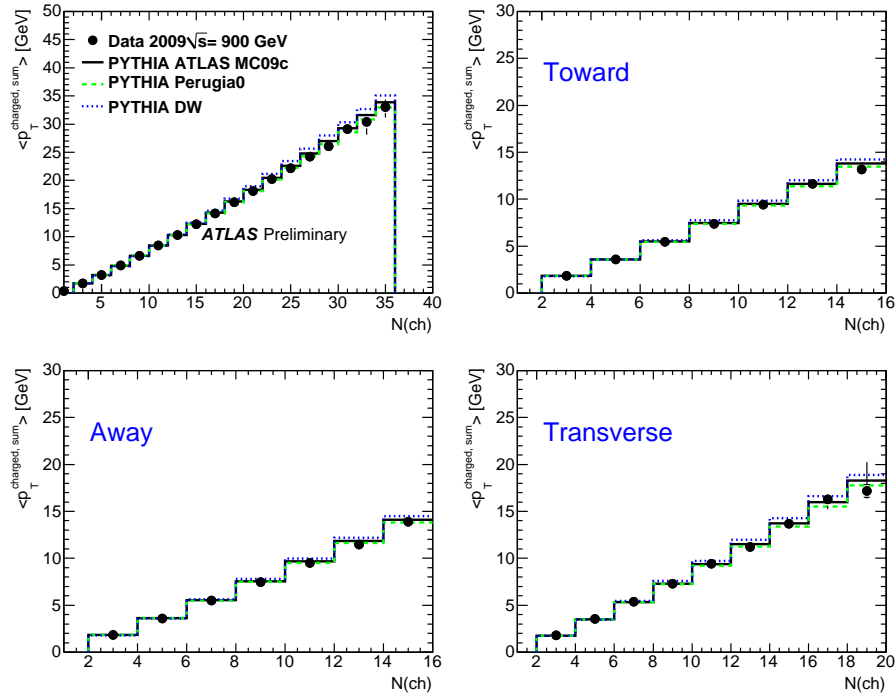 <p_T^charged, sum> [GeV]
50
45
40
35
30
25
20
15
10
5
0
Data 2009√s= 900 GeV
PYTHIA ATLAS MC09c
PYTHIA Perugia0
PYTHIA DW
ATLAS Preliminary
5 10 15 20 25 30 35 40
N(ch)
<p_T^charged, sum> [GeV]
30
25
20
15
10
5
0
Toward
2 4 6 8 10 12 14 16
N(ch)
<p_T^charged, sum> [GeV]
30
25
20
15
10
5
0
Away
2 4 6 8 10 12 14 16
N(ch)
<p_T^charged, sum> [GeV]
30
25
20
15
10
5
0
Transverse
2 4 6 8 10 12 14 16 18 20
N(ch)